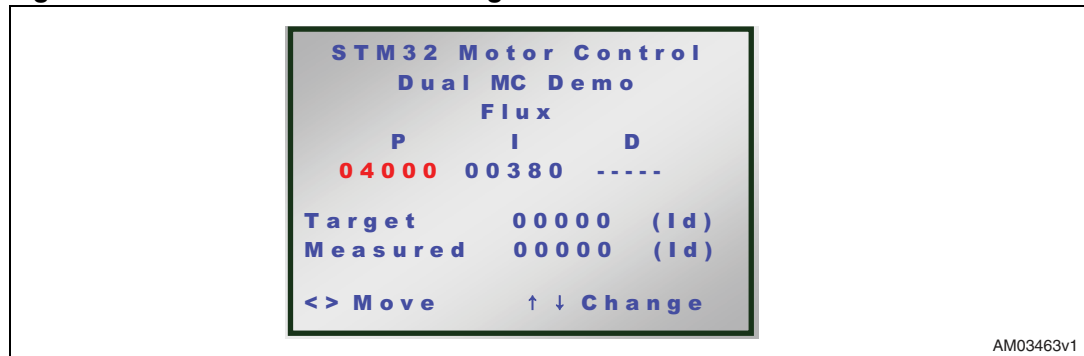 STM32 Motor Control
Dual MC Demo
Flux
P I D
04000 00380 -----
Target 00000 (Id)
Measured 00000 (Id)
<> Move ↑↓ Change
AM03463v1